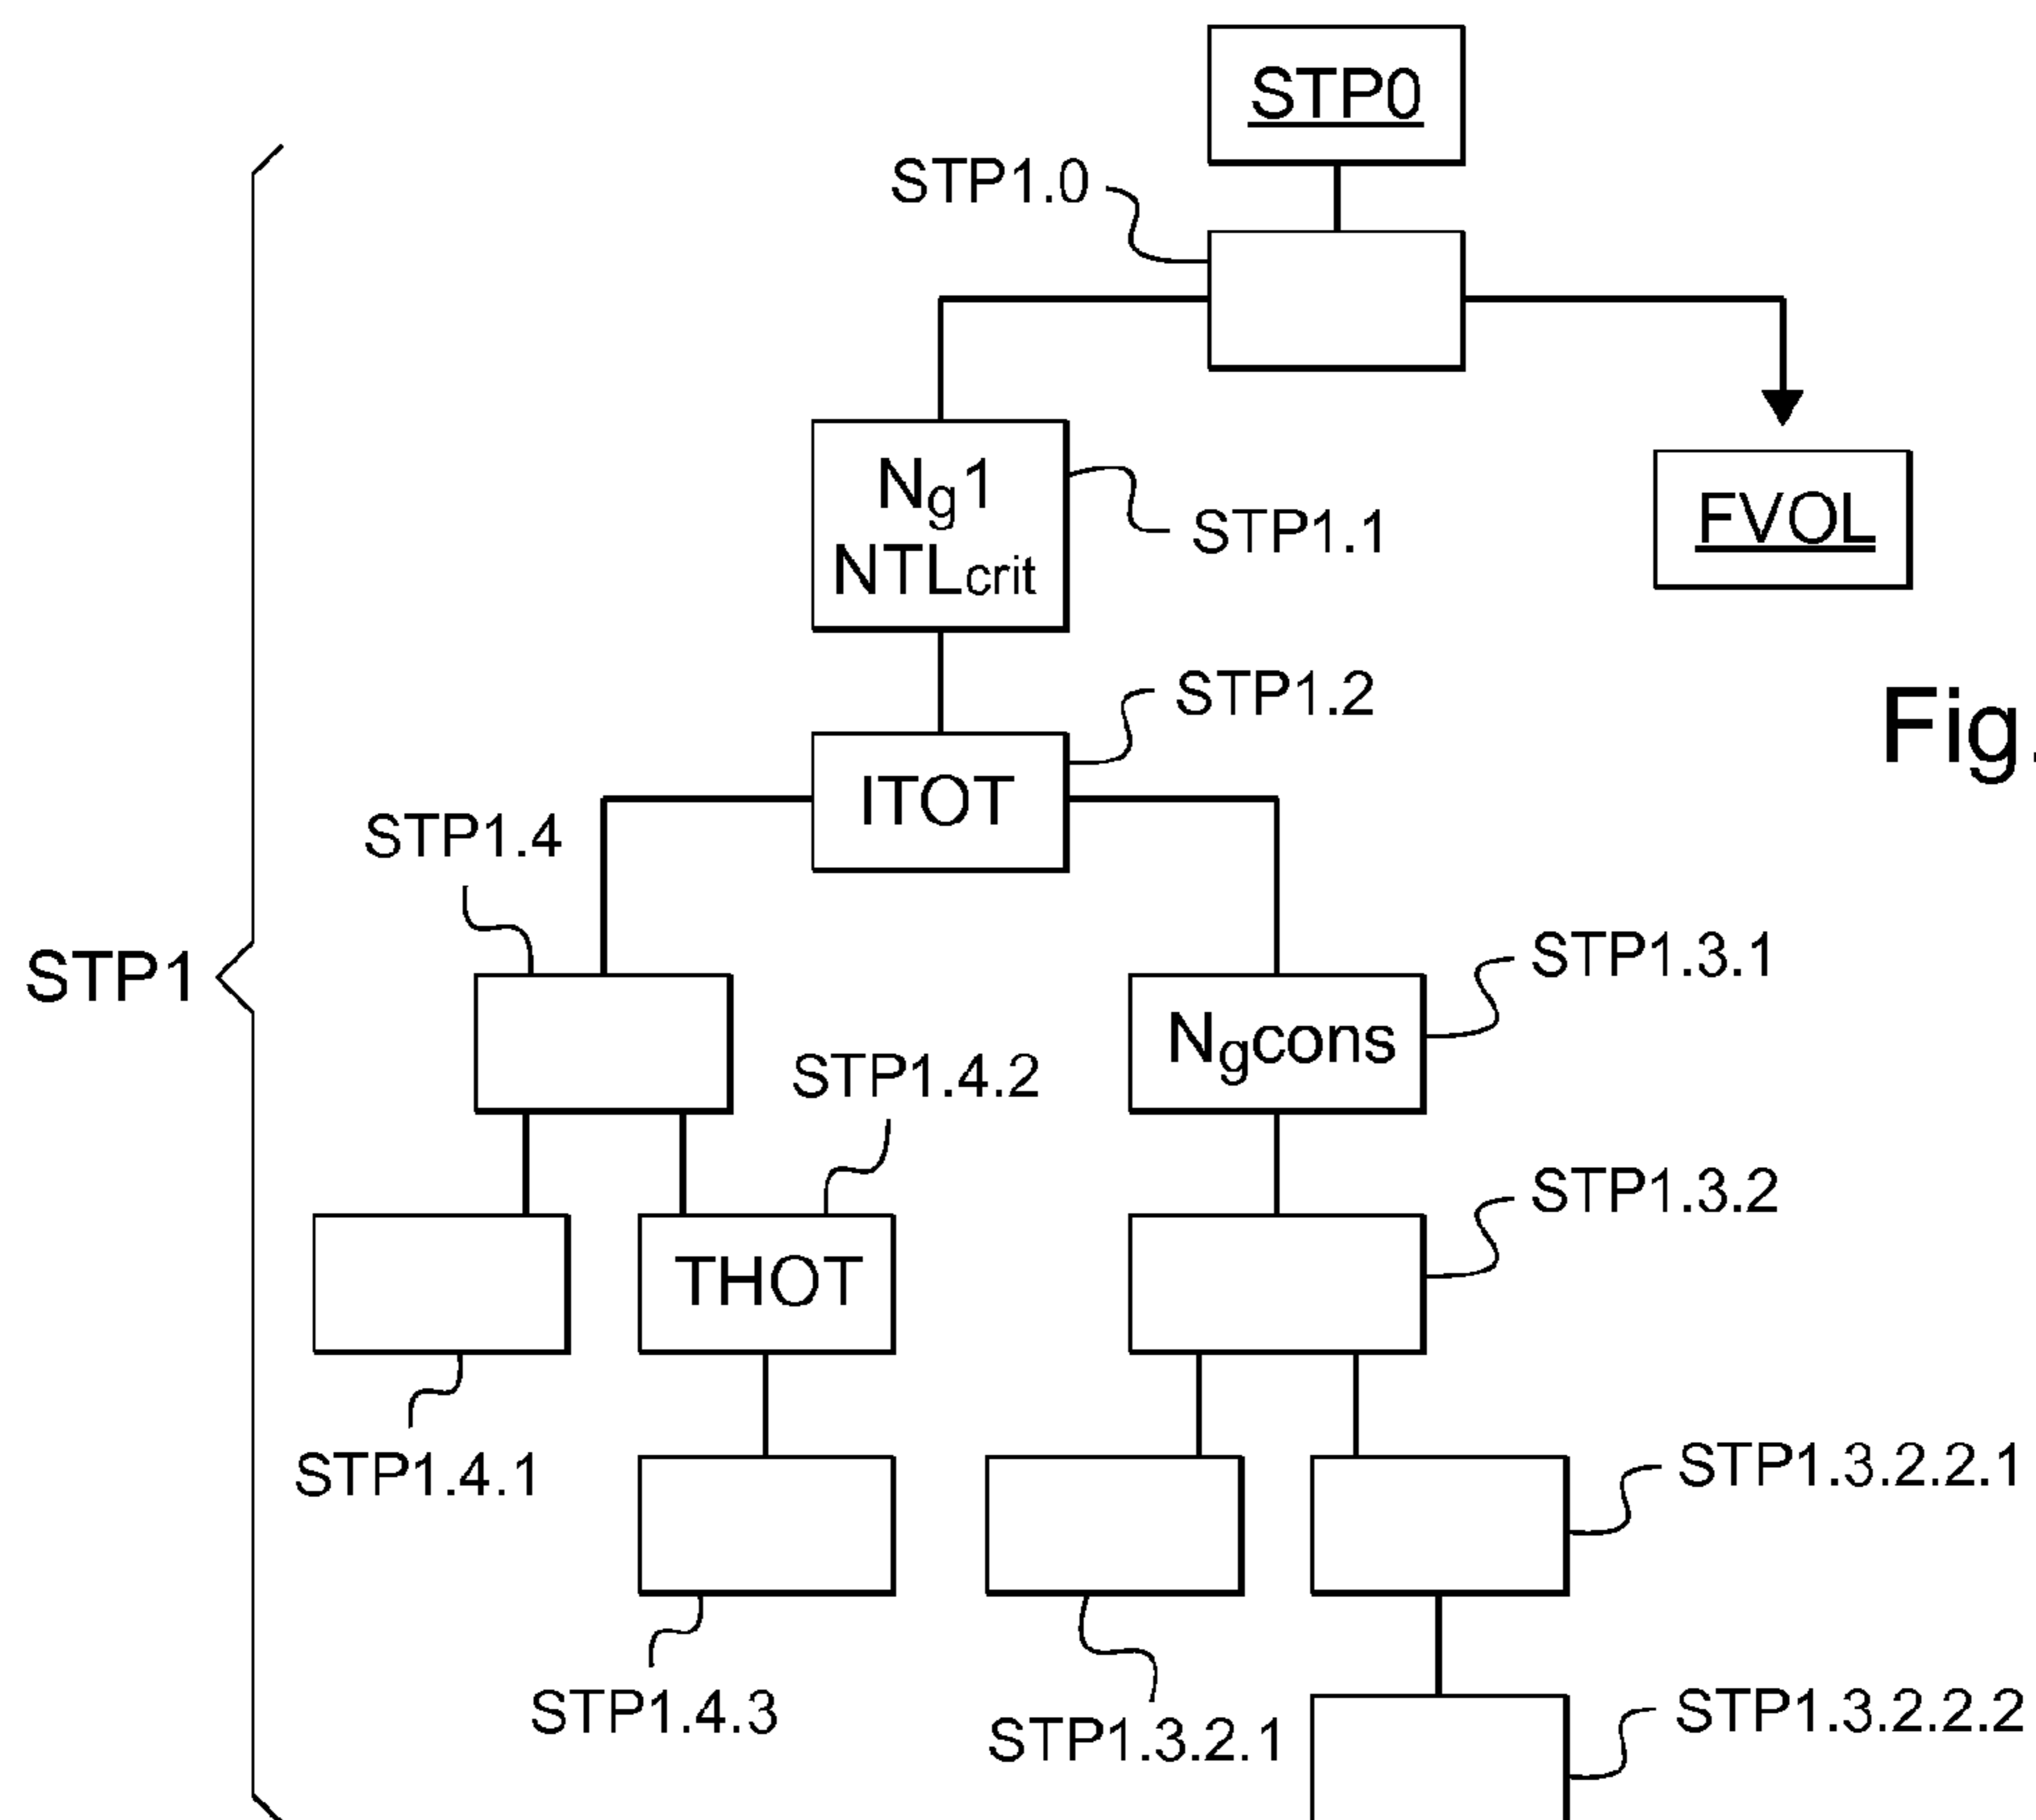 STP0
STP1.0
Ng1
NTLcrit
STP1.1
FVOL
STP1.2
Fig.
ITOT
STP1.4
STP1
STP1.3.1
Ngcons
STP1.4.2
STP1.3.2
THOT
STP1.4.1
STP1.3.2.2.1
STP1.4.3
STP1.3.2.1
STP1.3.2.2.2